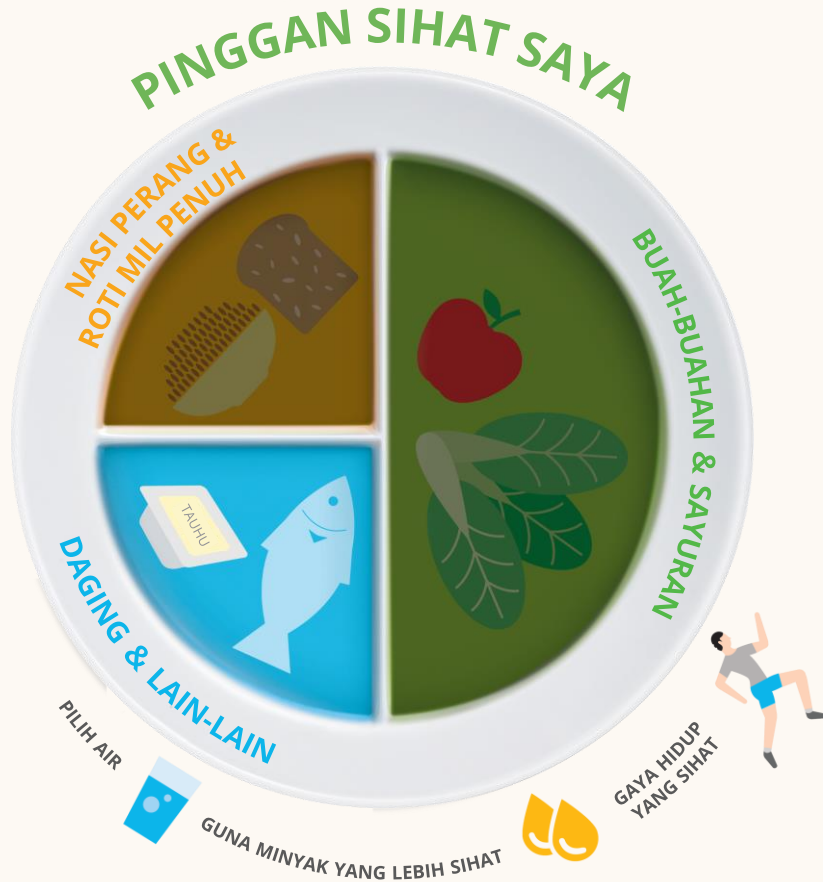 PINGGAN SIHAT SAYA
NASI PERANG &
ROTI MIL PENUH
BUAH-BUAHAN & SAYURAN
TAUHU
DAGING & LAIN-LAIN
PILIH AIR
GUNA MINYAK YANG LEBIH SIHAT
GAYA HIDUP
YANG SIHAT